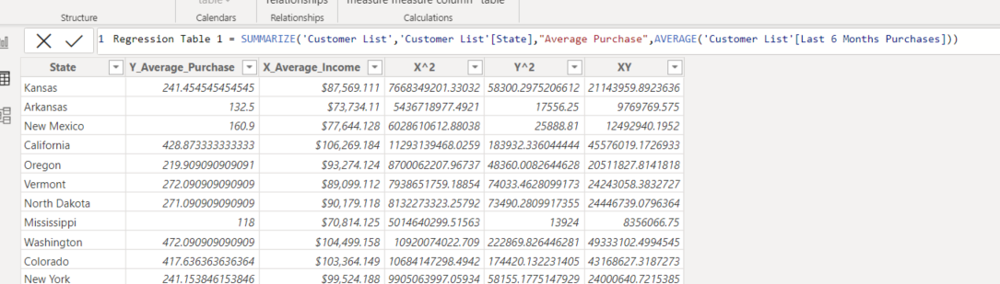 table
relationships
measure measure column table
Structure
Calendars
Relationships
Calculations
1 Regression Table 1 = SUMMARIZE('Customer List','Customer List'[State],"Average Purchase",AVERAGE('Customer List'[Last 6 Months Purchases]))
State Y_Average_Purchase X_Average_Income X^2 Y^2 XY
Kansas 241.454545454545 $87,569.111 7668349201.33032 58300.2975206612 21143959.8923636
Arkansas 132.5 $73,734.11 5436718977.4921 17556.25 9769769.575
New Mexico 160.9 $77,644.128 6028610612.88038 25888.81 12492940.1952
California 428.873333333333 $106,269.184 11293139468.0259 183932.336044444 45576019.1726933
Oregon 219.909090909091 $93,274.124 8700062207.96737 48360.0082644628 20511827.8141818
Vermont 272.090909090909 $89,099.112 7938651759.18854 74033.4628099173 24243058.3832727
North Dakota 271.090909090909 $90,179.118 8132273323.25792 73490.2809917355 24446739.0796364
Mississippi 118 $70,814.125 5014640299.51563 13924 8356066.75
Washington 472.090909090909 $104,499.158 10920074022.709 222869.826446281 49333102.4994545
Colorado 417.636363636364 $103,364.149 10684147298.4942 174420.132231405 43168627.3187273
New York 241.153846153846 $99,524.188 9905063997.05934 58155.1775147929 24000640.7215385